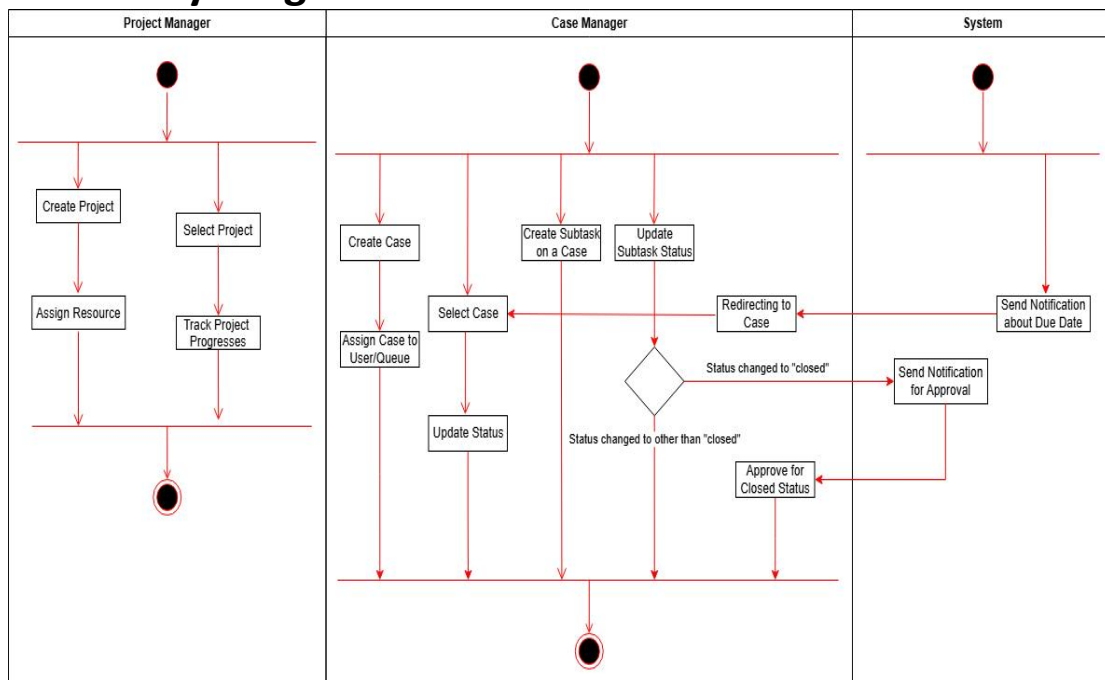 Project Manager
Case Manager
System
Create Project
Select Project
Assign Resource
Track Project
Progresses
Create Case
Create Subtask
on a Case
Update
Subtask Status
Select Case
Redirecting to
Case
Send Notification
about Due Date
Assign Case to
User/Queue
Status changed to "closed"
Send Notification
for Approval
Update Status
Status changed to other than "closed"
Approve for
Closed Status